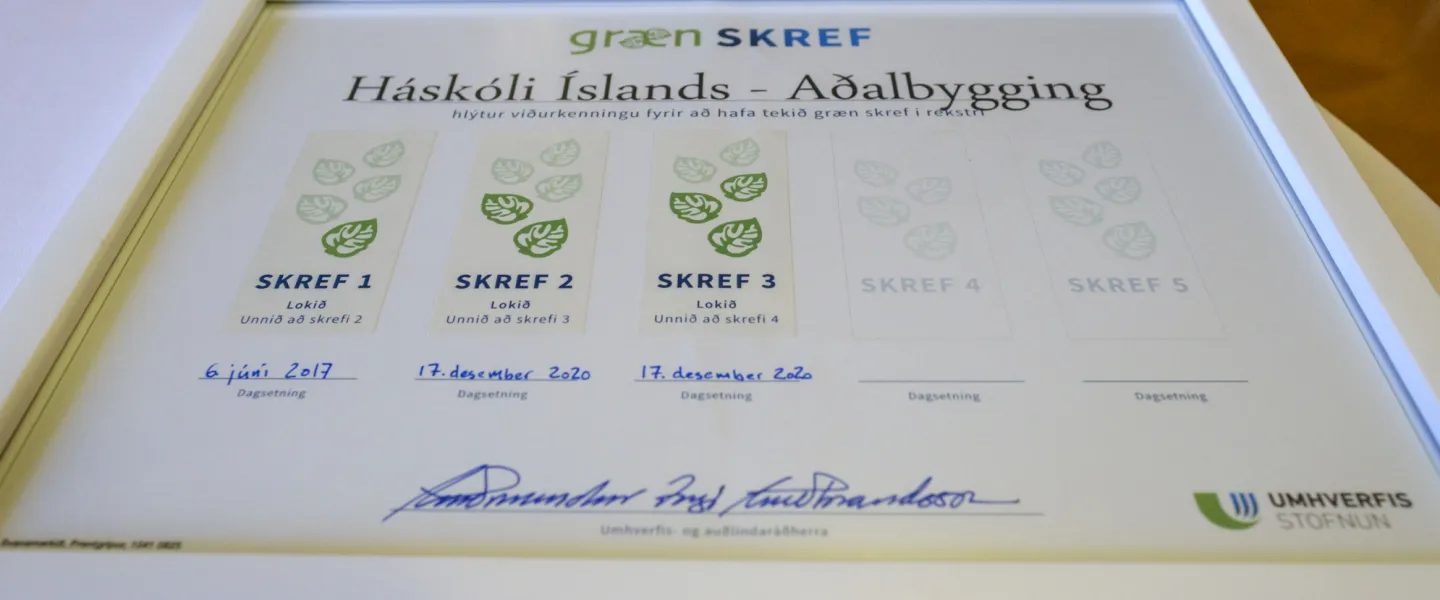 græn SKREF
Háskóli Íslands - Aðalbygging
hlýtur viðurkenningu fyrir að hafa tekið græn skref í rekstri
SKREF 1
Lokið
Unnið að skrefi 2
SKREF 2
Lokið
Unnið að skrefi 3
SKREF 3
Lokið
Unnið að skrefi 4
SKREF 4
SKREF 5
6 júní 2017
Dagsetning
17. desember 2020
Dagsetning
17. desember 2020
Dagsetning
Dagsetning
Dagsetning
Guðmundur Ingi Guðbrandsson
Umhverfis- og auðlindaráðherra
UMHVERFIS
STOFNUN